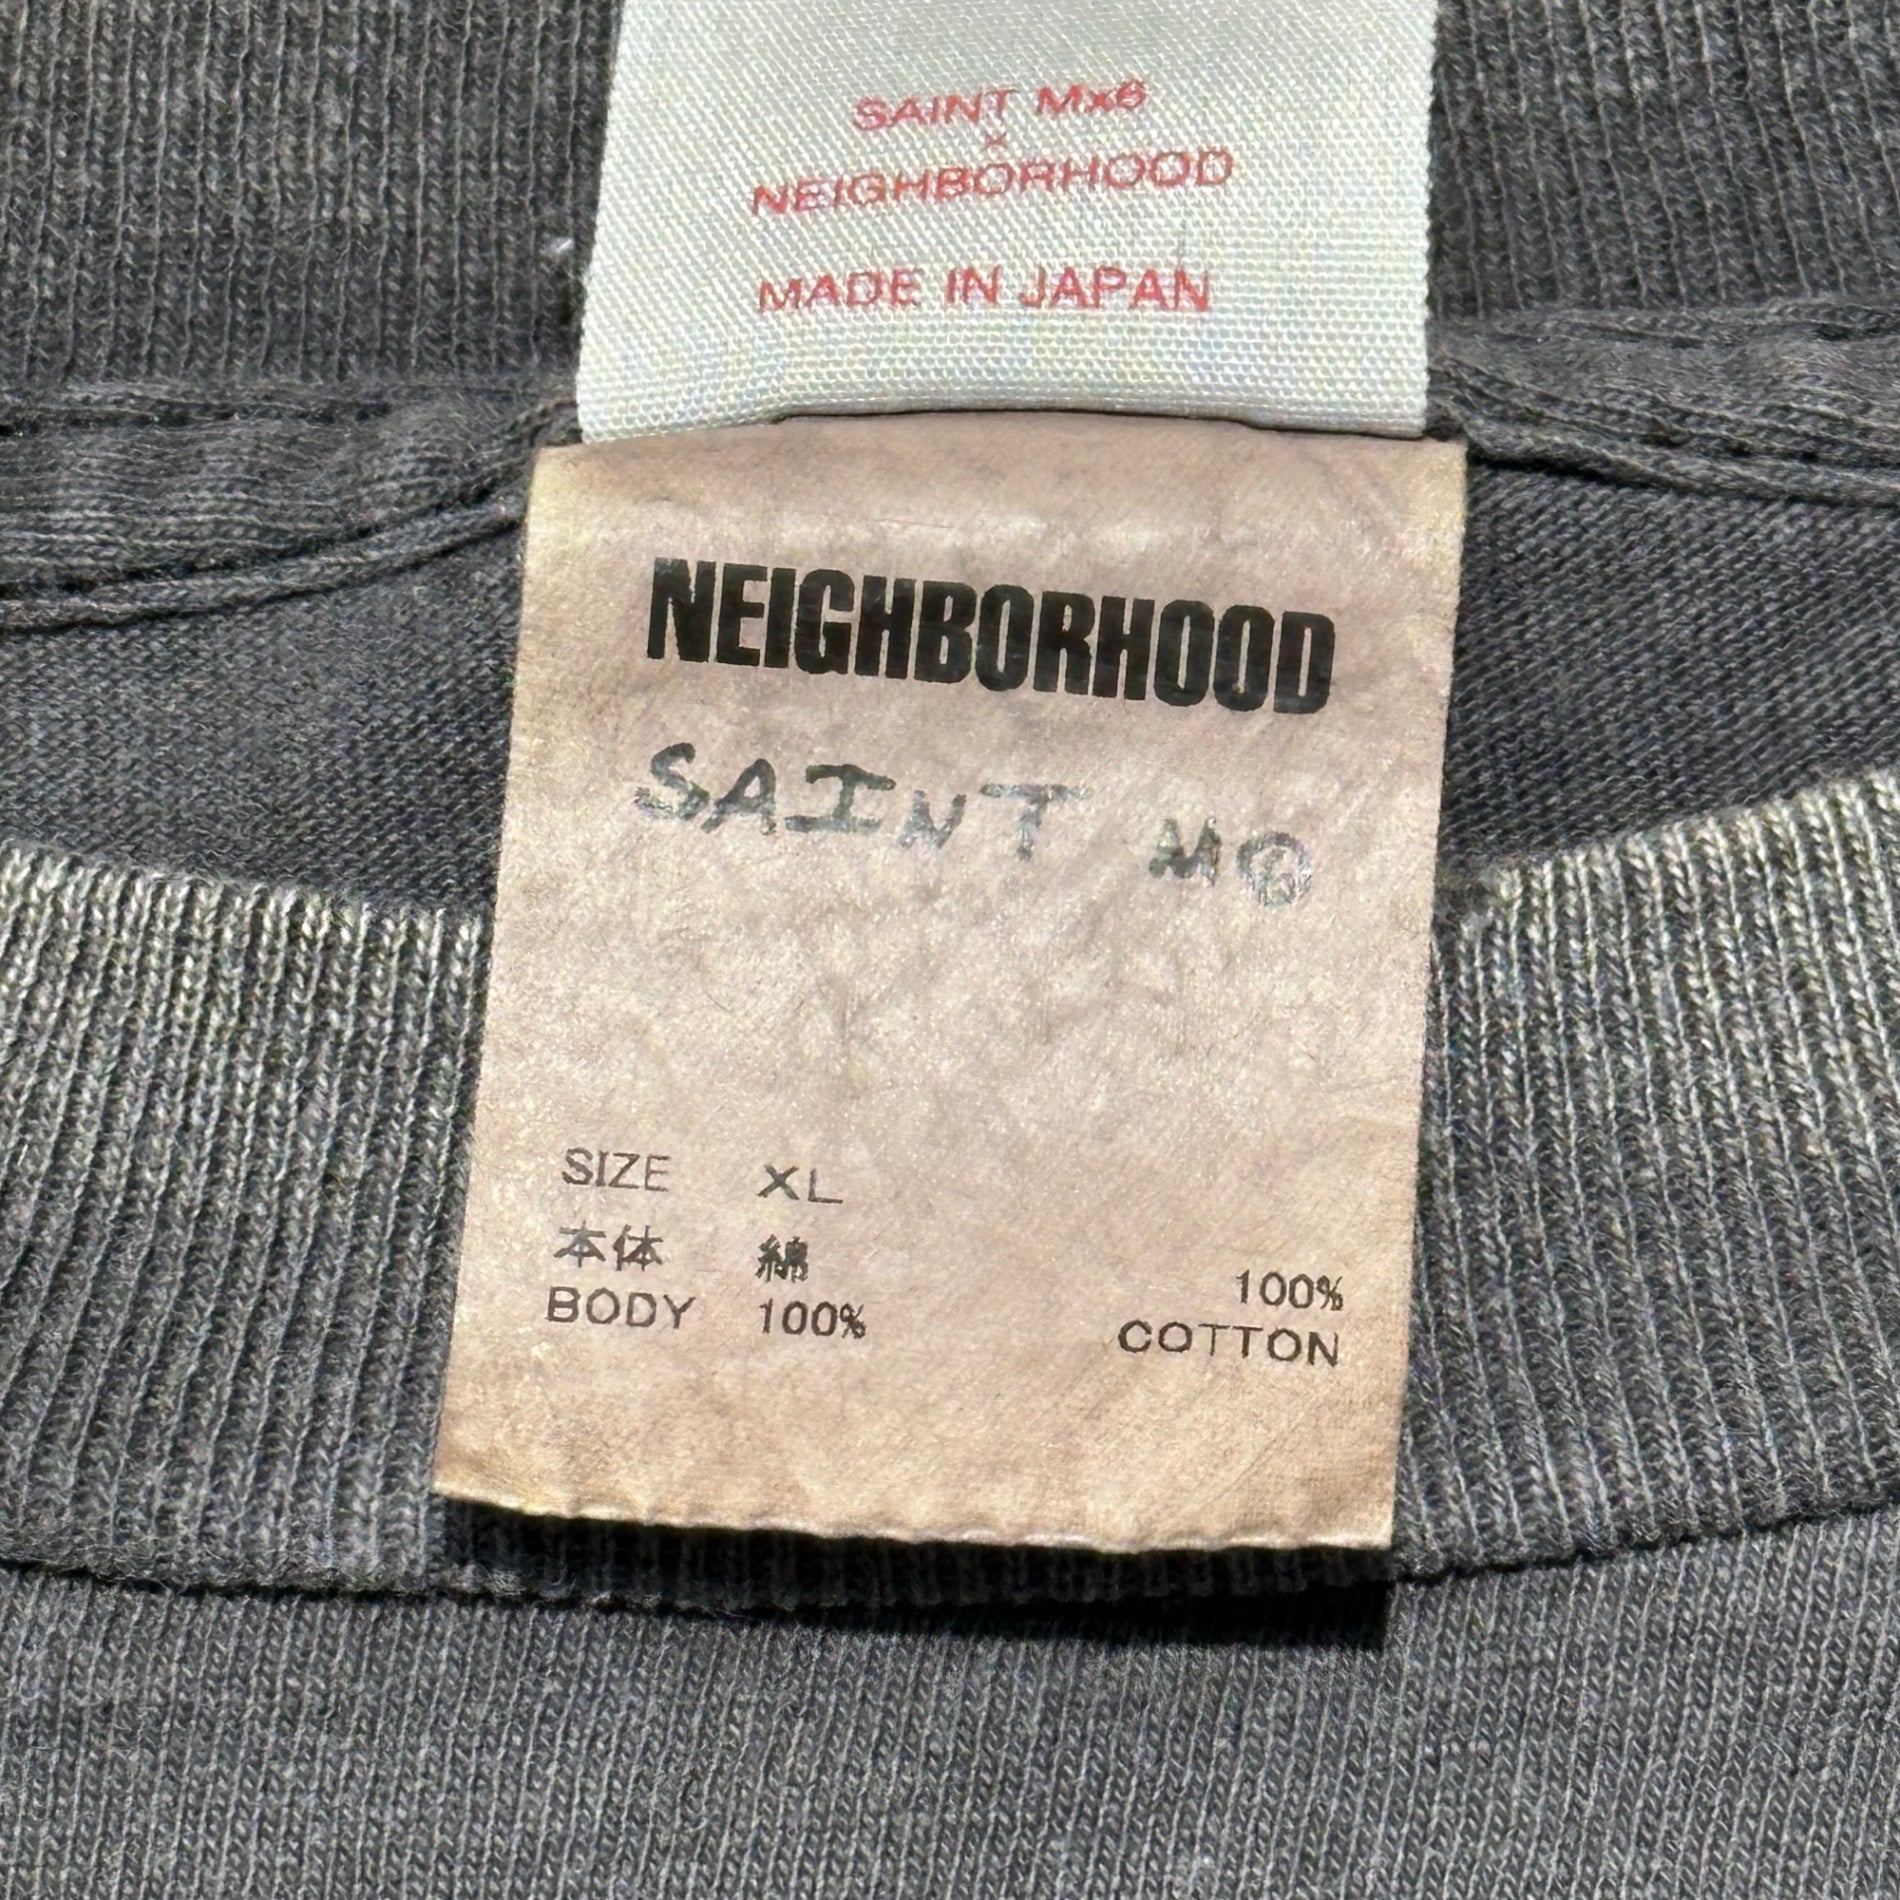 SAINT Mx6
×
NEIGHBORHOOD
MADE IN JAPAN
NEIGHBORHOOD
SAINT M6
SIZE XL
本体 綿 100%
BODY 100% COTTON